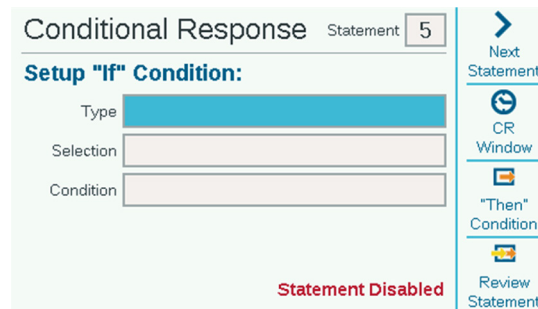 Conditional Response Statement 5
Setup "If" Condition:
Type
Selection
Condition
Statement Disabled
Next
Statement
CR
Window
"Then"
Condition
Review
Statement